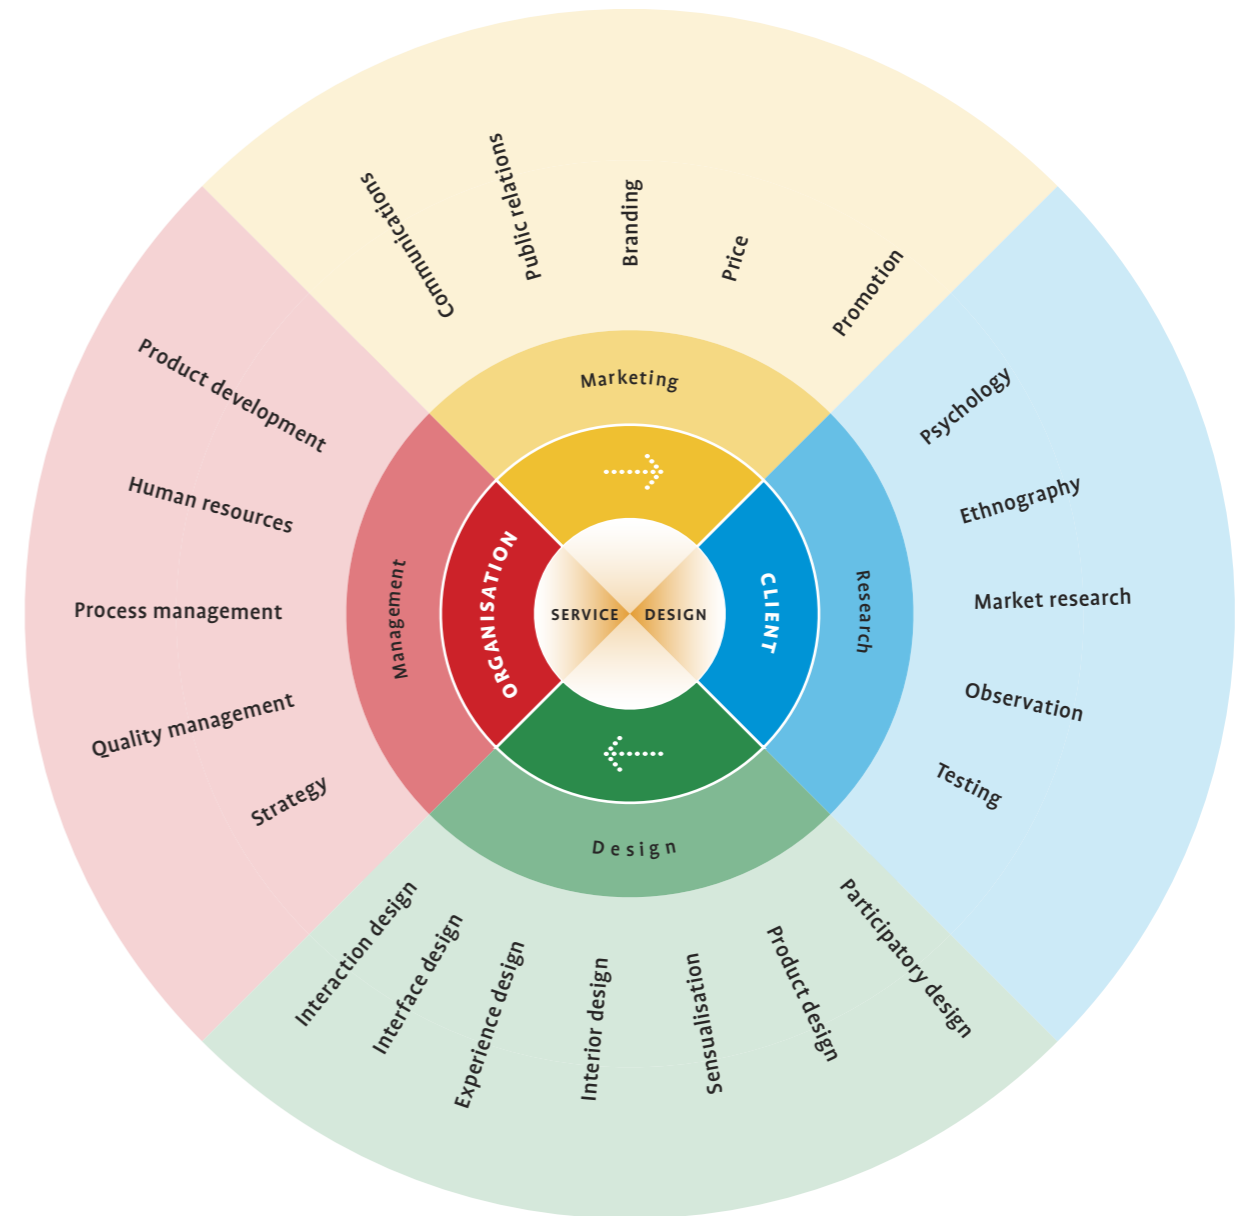 Communications
Public relations
Branding
Price
Promotion
Marketing
Psychology
Ethnography
Market research
Observation
Testing
Research
CLIENT
SERVICE DESIGN
ORGANISATION
Management
Product development
Human resources
Process management
Quality management
Strategy
Design
Interaction design
Interface design
Experience design
Interior design
Sensualisation
Product design
Participatory design